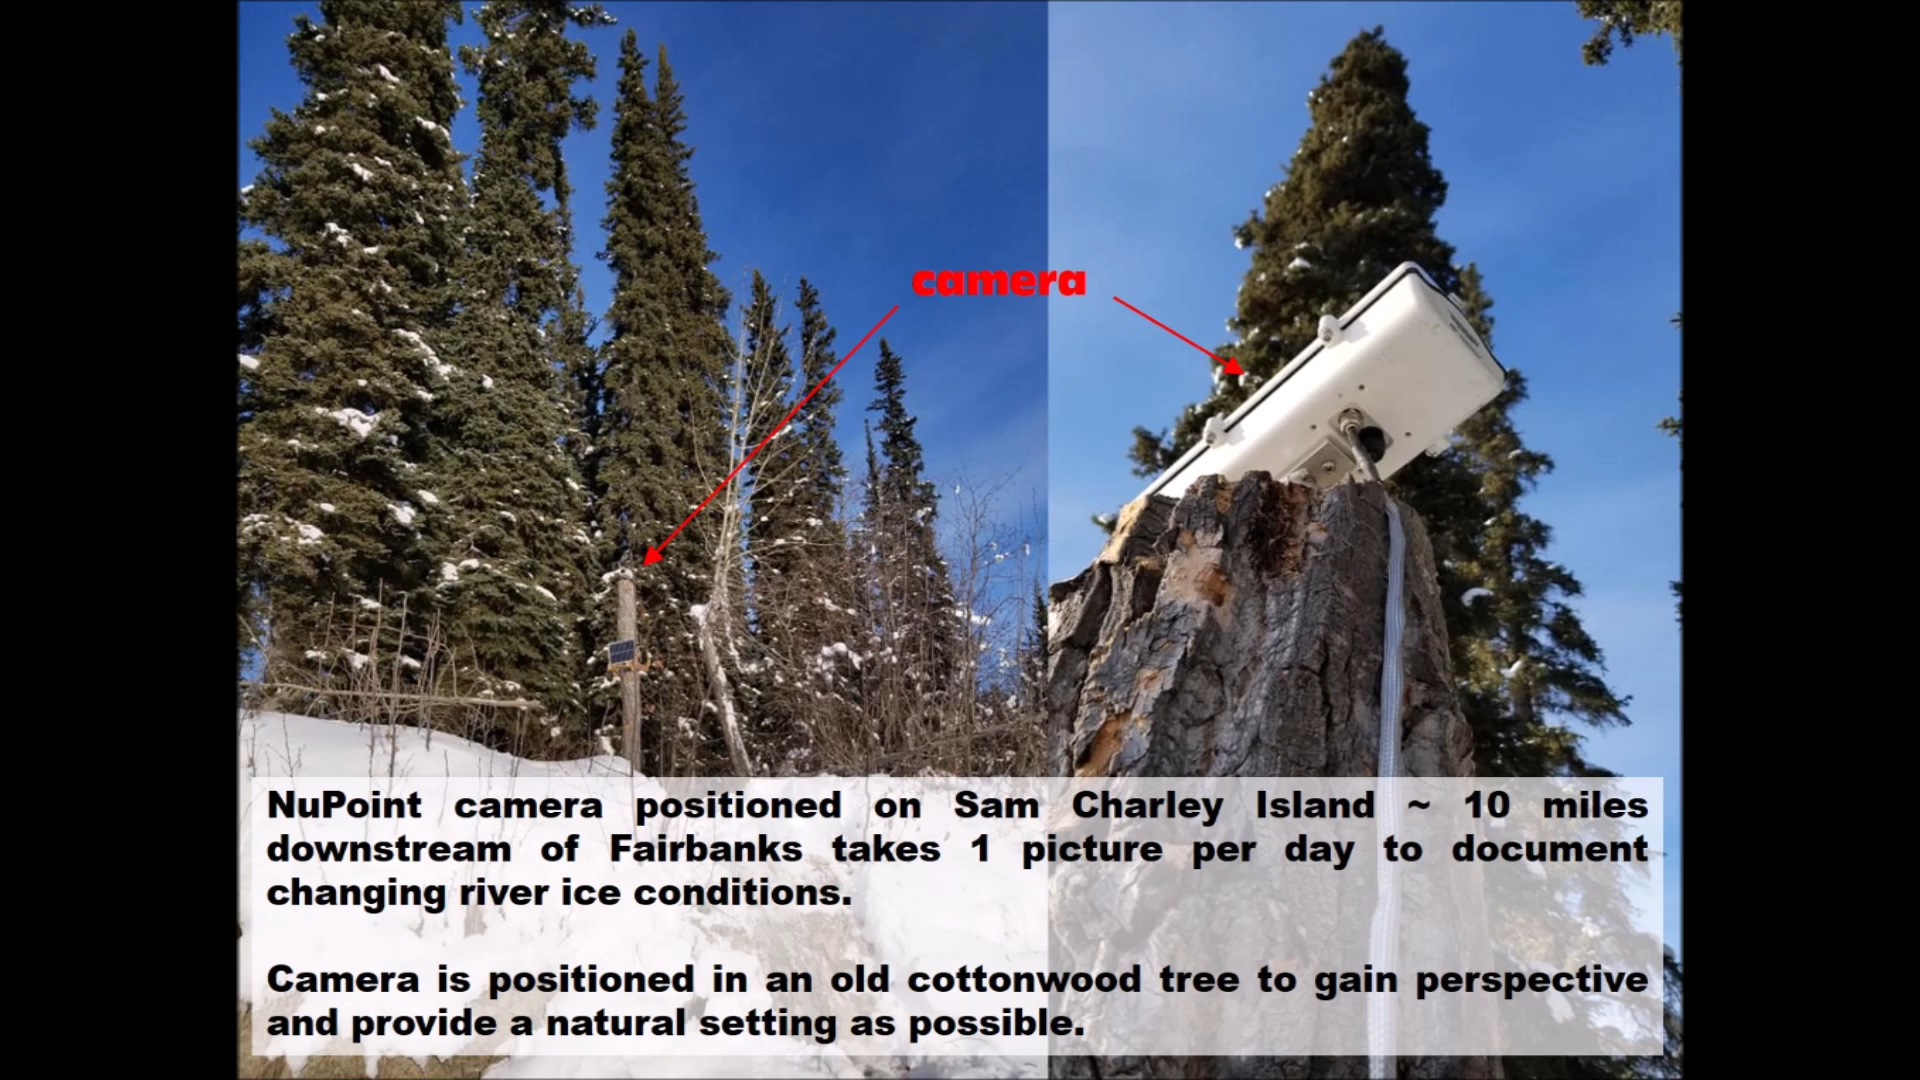 camera
NuPoint camera positioned on Sam Charley Island ~ 10 miles
downstream of Fairbanks takes 1 picture per day to document
changing river ice conditions.
Camera is positioned in an old cottonwood tree to gain perspective
and provide a natural setting as possible.